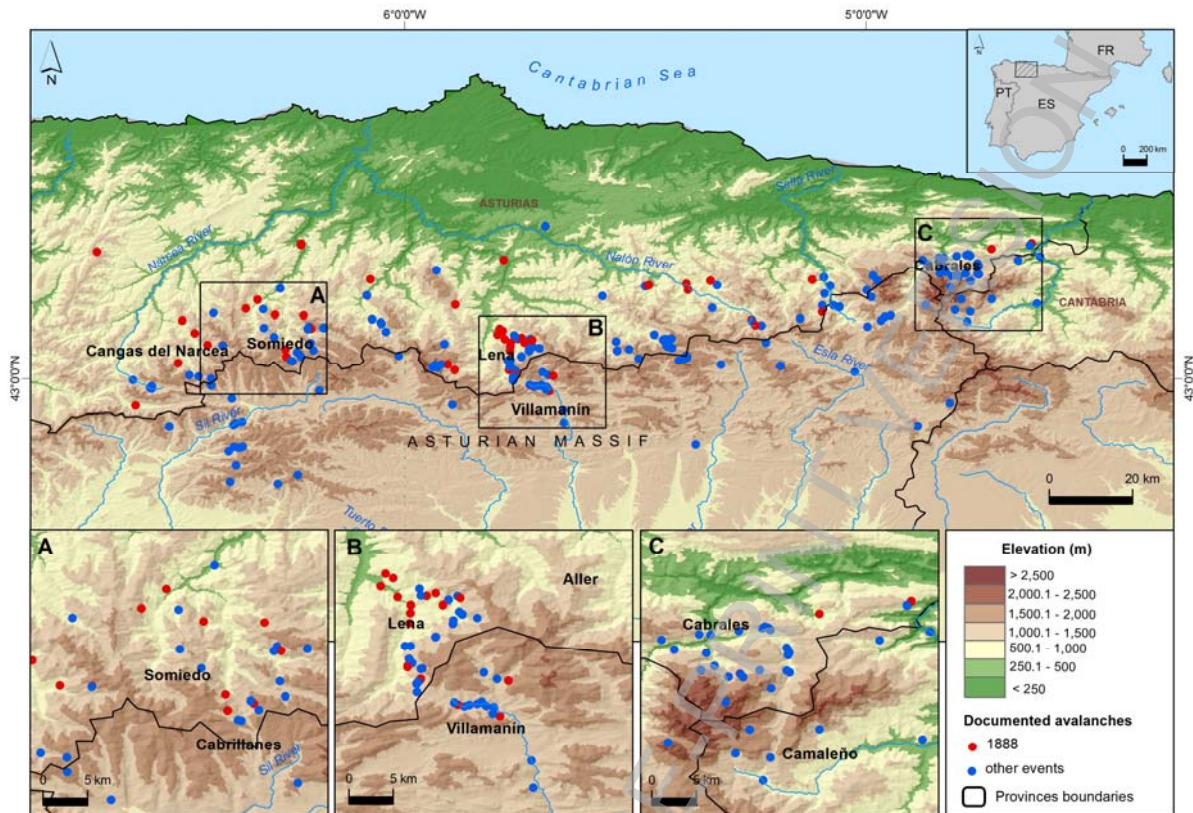 6°0'0"W
5°0'0"W
N
Cantabrian Sea
FR
PT
ES
0 200 km
Sella River
ASTURIAS
Narcea River
Nalón River
C
Cabrales
CANTABRIA
A
B
Cangas del Narcea
Somiedo
Lena
Esla River
43°0'0"N
43°0'0"N
Villamanín
Sil River
ASTURIAN MASSIF
0 20 km
A
B
C
Aller
Lena
Cabrales
Somiedo
Villamanín
Cabrillanes
Camaleño
Sil River
0 5 km
0 5 km
0 5 km
Elevation (m)
> 2,500
2,000.1 - 2,500
1,500.1 - 2,000
1,000.1 - 1,500
500.1 - 1,000
250.1 - 500
< 250
Documented avalanches
1888
other events
Provinces boundaries